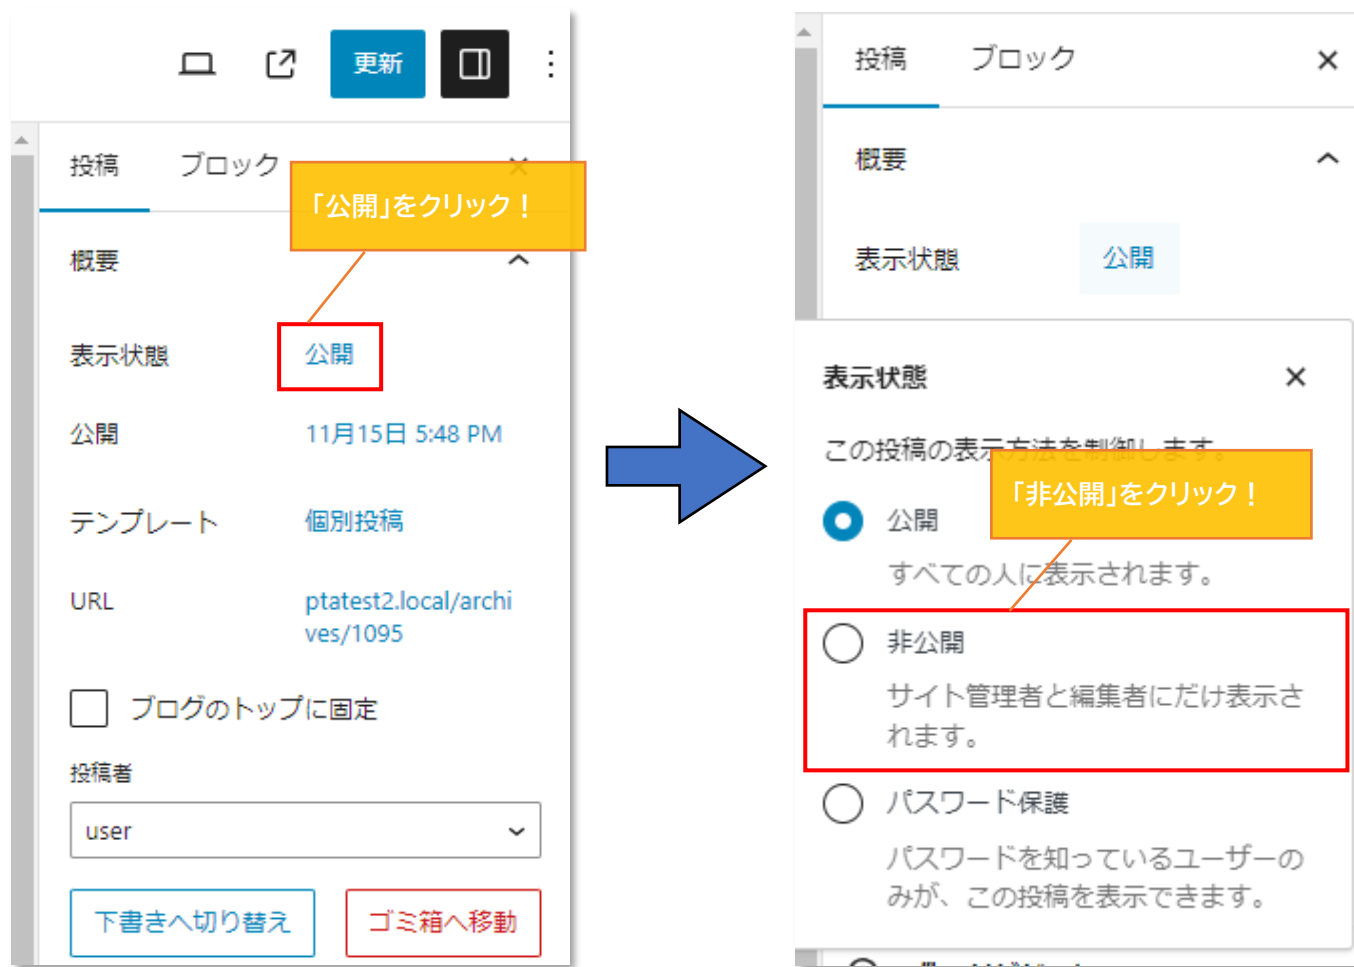 更新
投稿 ブロック
「公開」をクリック！
概要
表示状態 公開
公開 11月15日 5:48 PM
テンプレート 個別投稿
URL ptatest2.local/archi
ves/1095
ブログのトップに固定
投稿者
user
下書きへ切り替え ゴミ箱へ移動
投稿 ブロック
概要
表示状態 公開
表示状態
この投稿の表示方法を制御します。
「非公開」をクリック！
公開
すべての人に表示されます。
非公開
サイト管理者と編集者にだけ表示さ
れます。
パスワード保護
パスワードを知っているユーザーの
みが、この投稿を表示できます。